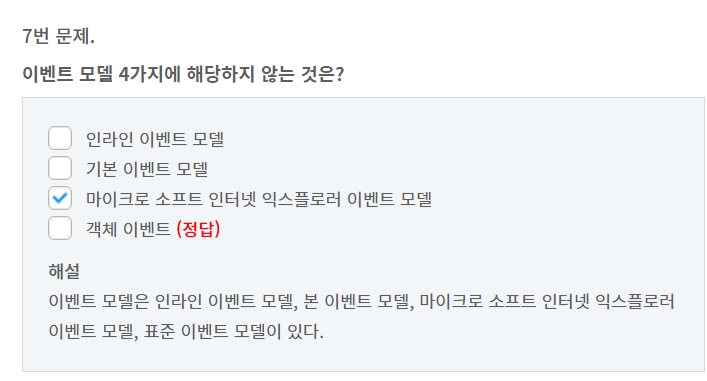 7번 문제.
이벤트 모델 4가지에 해당하지 않는 것은?
인라인 이벤트 모델
기본 이벤트 모델
마이크로 소프트 인터넷 익스플로러 이벤트 모델
객체 이벤트 (정답)
해설
이벤트 모델은 인라인 이벤트 모델, 본 이벤트 모델, 마이크로 소프트 인터넷 익스플로러
이벤트 모델, 표준 이벤트 모델이 있다.